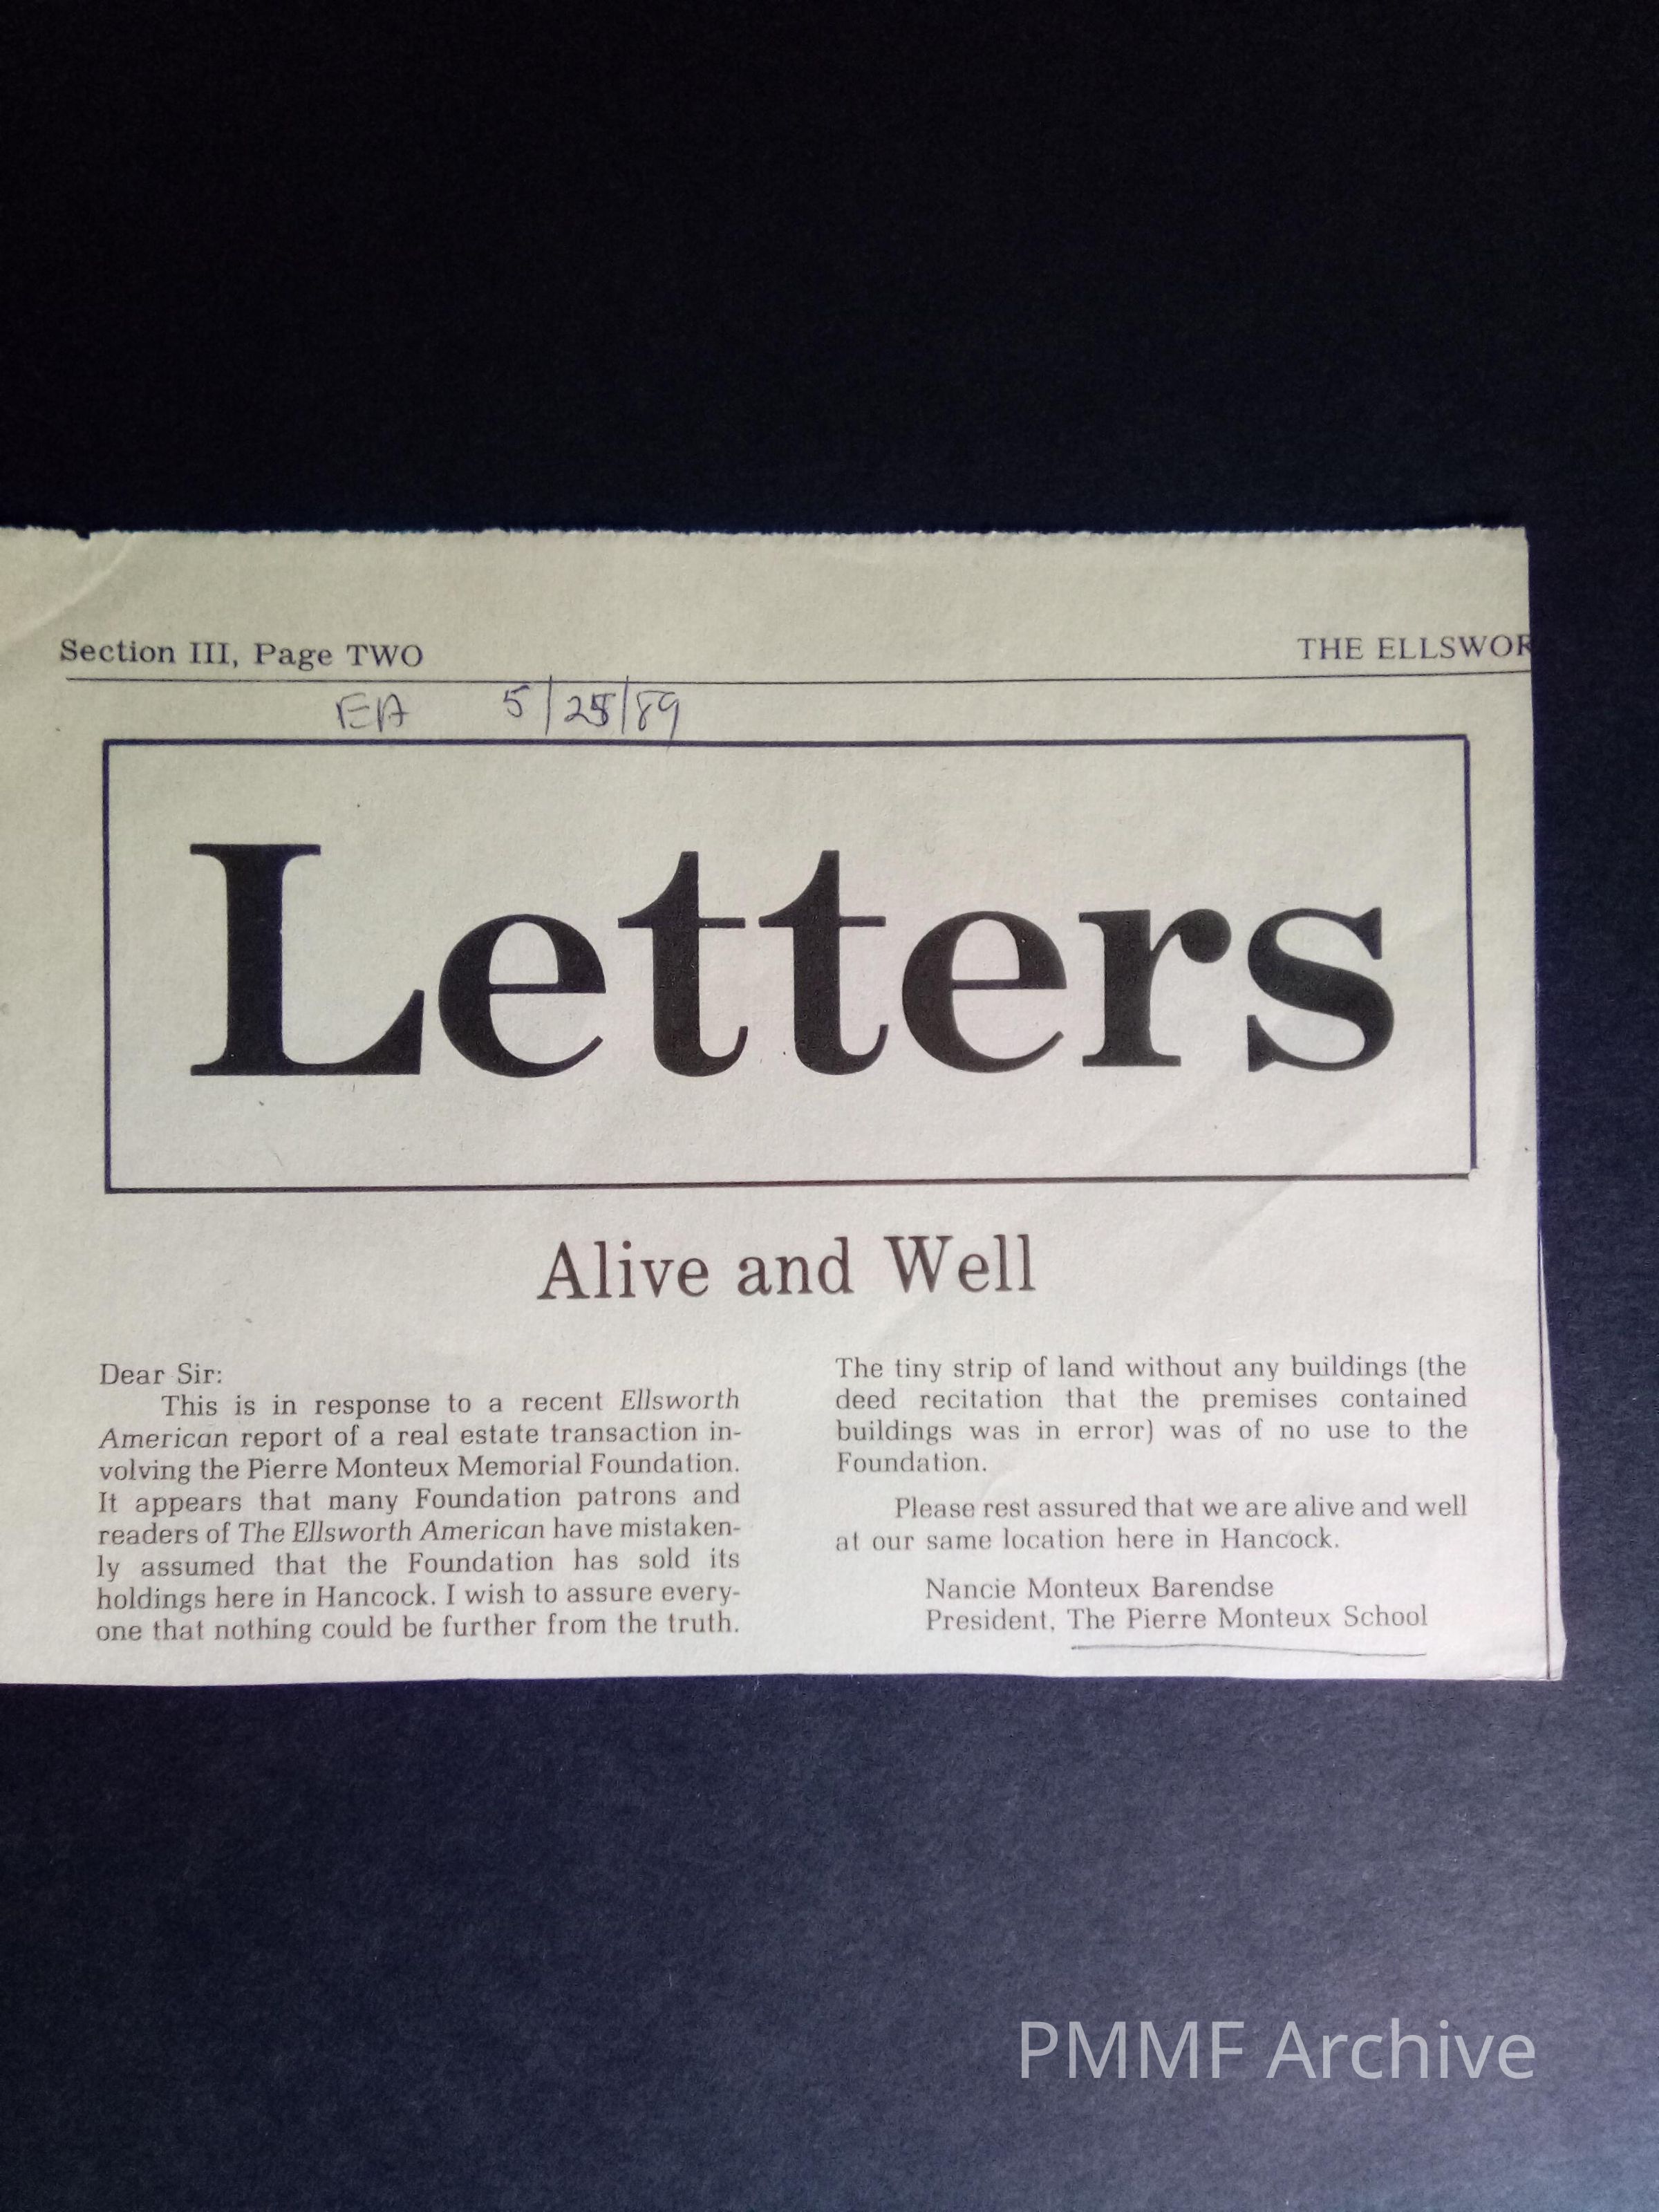 Section III, Page TWO
THE ELLSWOR
EA 5/25/89
Letters
Alive and Well
Dear Sir:
This is in response to a recent Ellsworth
American report of a real estate transaction in-
volving the Pierre Monteux Memorial Foundation.
It appears that many Foundation patrons and
readers of The Ellsworth American have mistaken-
ly assumed that the Foundation has sold its
holdings here in Hancock. I wish to assure every-
one that nothing could be further from the truth.
The tiny strip of land without any buildings (the
deed recitation that the premises contained
buildings was in error) was of no use to the
Foundation.
Please rest assured that we are alive and well
at our same location here in Hancock.
Nancie Monteux Barendse
President, The Pierre Monteux School
PMMF Archive